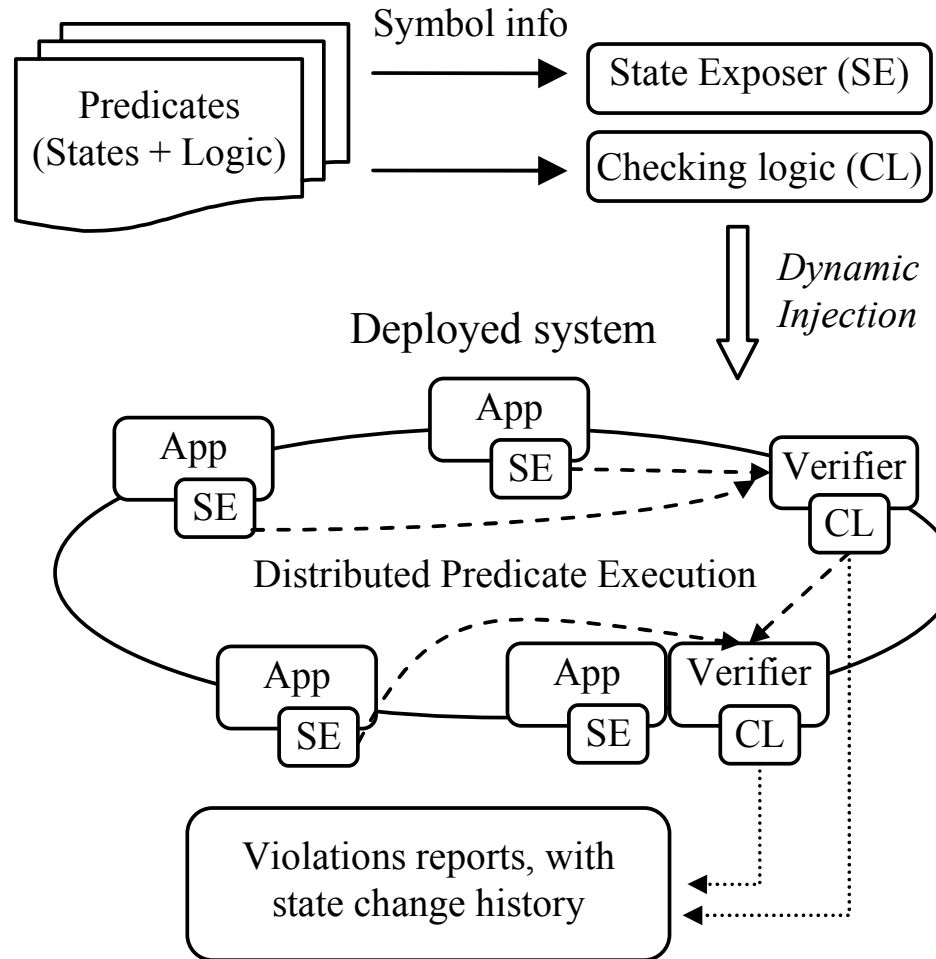 Symbol info
Predicates
(States + Logic)
State Exposer (SE)
Checking logic (CL)
Dynamic
Injection
Deployed system
App
SE
App
SE
Verifier
CL
Distributed Predicate Execution
App
SE
App
SE
Verifier
CL
Violations reports, with
state change history